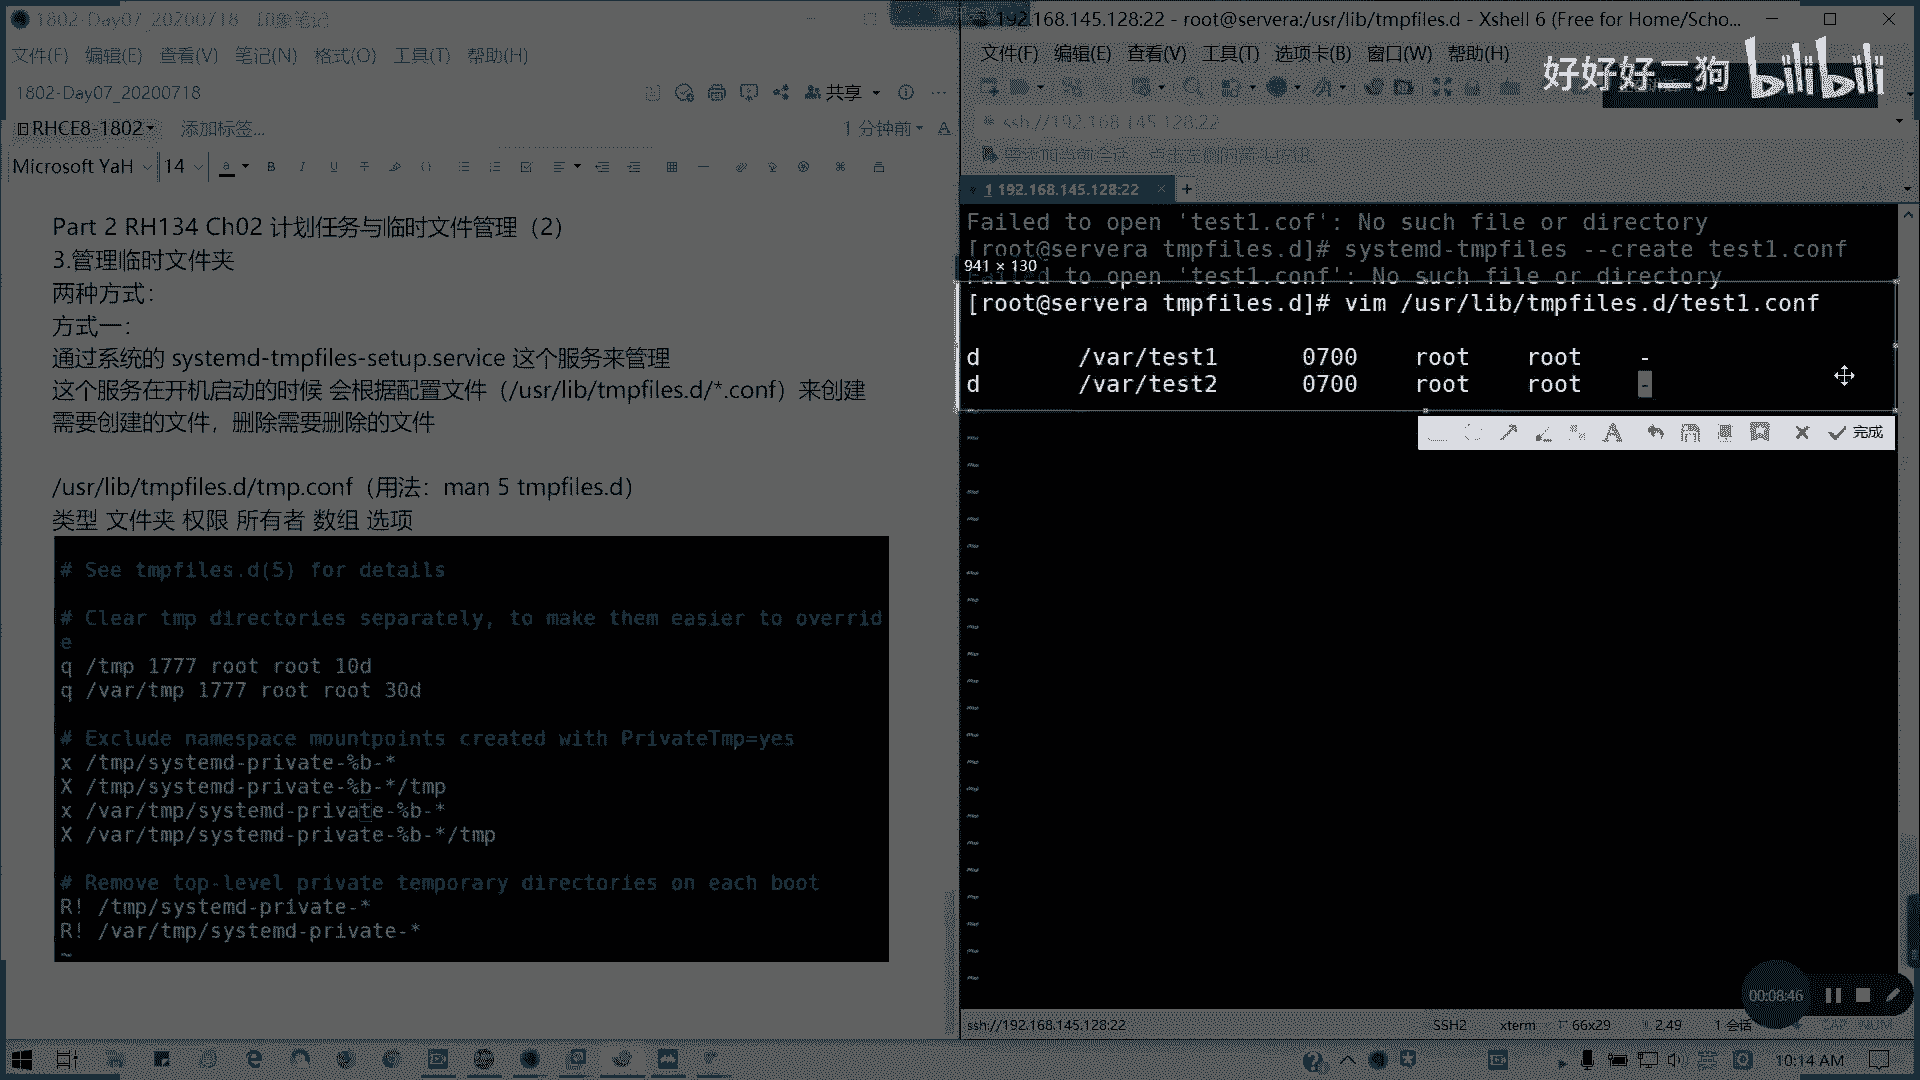 1802-Day07_20200718 - 印象笔记
文件(F) 编辑(E) 查看(V) 笔记(N) 格式(O) 工具(T) 帮助(H)
1802-Day07_20200718
共享
RHCE8-1802
添加标签...
1 分钟前
Microsoft YaH 14
Part 2 RH134 Ch02 计划任务与临时文件管理（2）
3.管理临时文件夹
两种方式：
方式一：
通过系统的 systemd-tmpfiles-setup.service 这个服务来管理
这个服务在开机启动的时候 会根据配置文件（/usr/lib/tmpfiles.d/*.conf）来创建
需要创建的文件，删除需要删除的文件
/usr/lib/tmpfiles.d/tmp.conf（用法：man 5 tmpfiles.d）
类型 文件夹 权限 所有者 数组 选项
# See tmpfiles.d(5) for details
# Clear tmp directories separately, to make them easier to overrid
e
q /tmp 1777 root root 10d
q /var/tmp 1777 root root 30d
# Exclude namespace mountpoints created with PrivateTmp=yes
x /tmp/systemd-private-%b-*
X /tmp/systemd-private-%b-*/tmp
x /var/tmp/systemd-private-%b-*
X /var/tmp/systemd-private-%b-*/tmp
# Remove top-level private temporary directories on each boot
R! /tmp/systemd-private-*
R! /var/tmp/systemd-private-*
~
192.168.145.128:22 - root@servera:/usr/lib/tmpfiles.d - Xshell 6 (Free for Home/Scho...
文件(F) 编辑(E) 查看(V) 工具(T) 选项卡(B) 窗口(W) 帮助(H)
好好好二狗 bilibili
ssh://192.168.145.128:22
1 192.168.145.128:22
Failed to open 'test1.cof': No such file or directory
[root@servera tmpfiles.d]# systemd-tmpfiles --create test1.conf
941 × 130
Failed to open 'test1.conf': No such file or directory
[root@servera tmpfiles.d]# vim /usr/lib/tmpfiles.d/test1.conf
d /var/test1 0700 root root -
d /var/test2 0700 root root -
完成
00:08:46
ssh://192.168.145.128:22 SSH2 xterm 66x29 2,49 1 会话 CAP NUM
英
10:14 AM